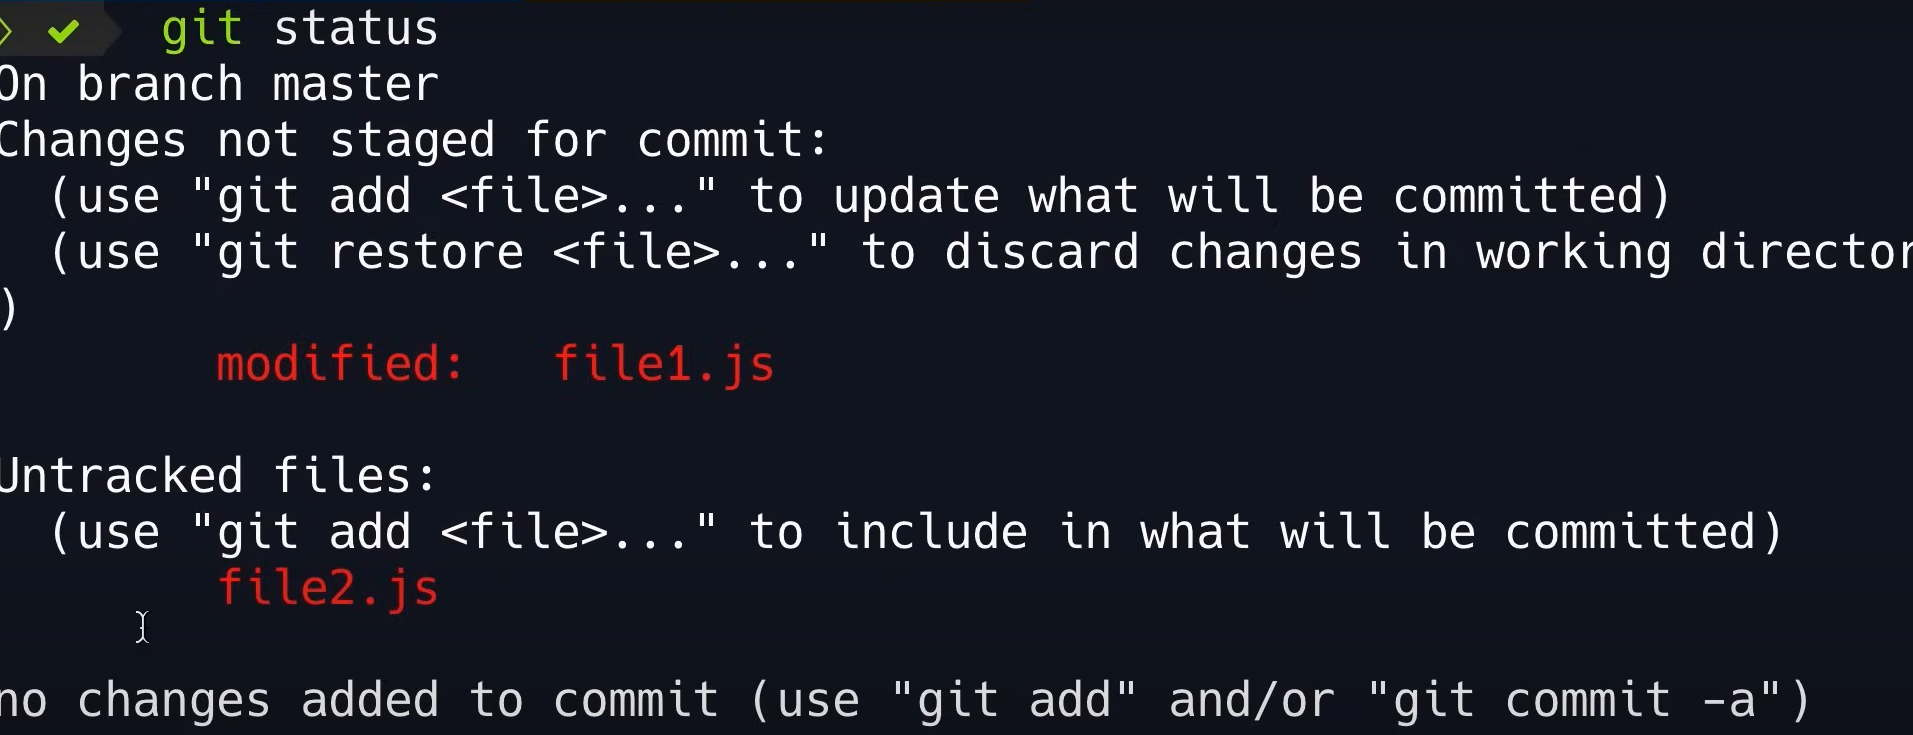 git status
On branch master
Changes not staged for commit:
  (use "git add <file>..." to update what will be committed)
  (use "git restore <file>..." to discard changes in working director
)
        modified:   file1.js

Untracked files:
  (use "git add <file>..." to include in what will be committed)
        file2.js

no changes added to commit (use "git add" and/or "git commit -a")